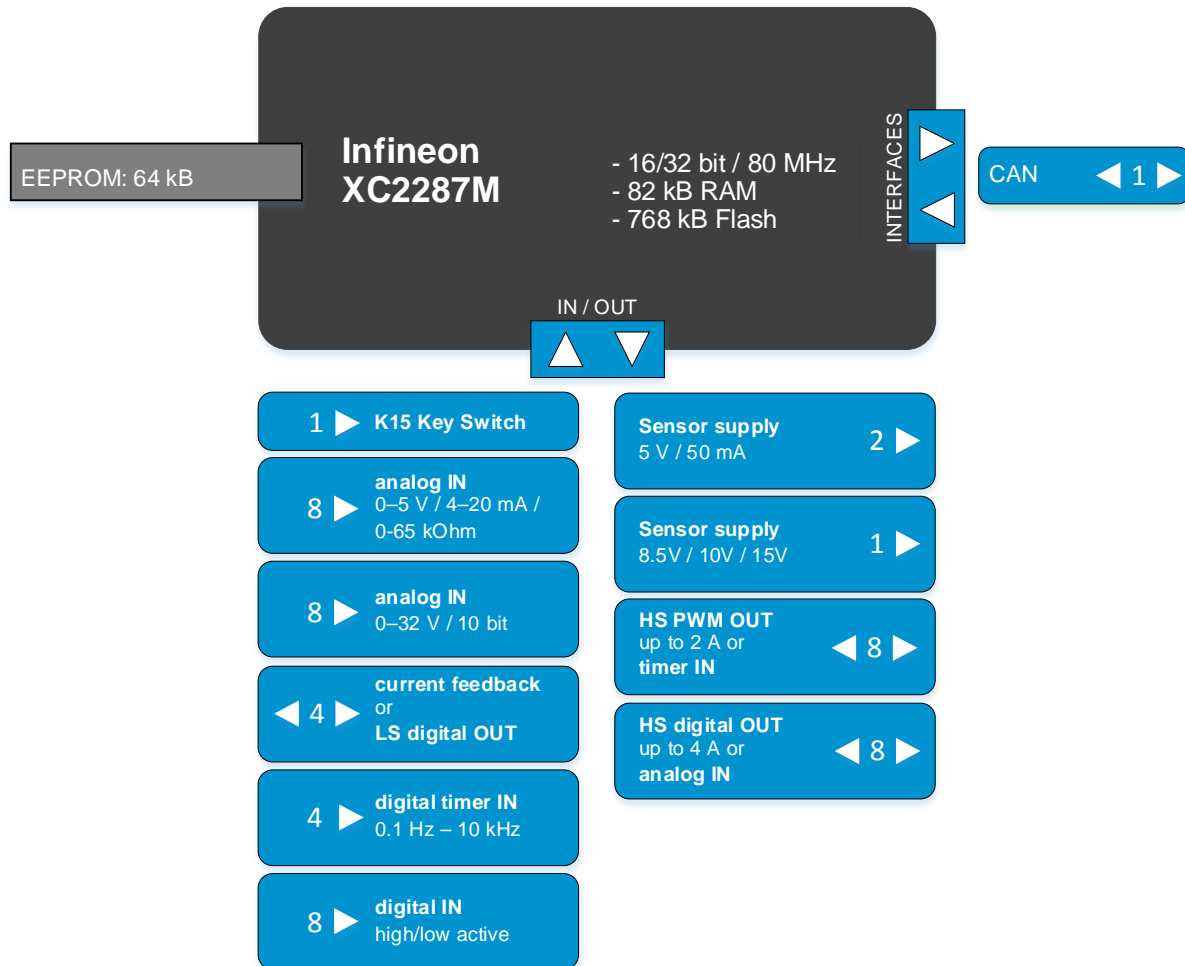 Infineon
XC2287M
- 16/32 bit / 80 MHz
- 82 kB RAM
- 768 kB Flash
EEPROM: 64 kB
INTERFACES
CAN 1
IN / OUT
1 K15 Key Switch
8 analog IN
0–5 V / 4–20 mA /
0-65 kOhm
8 analog IN
0–32 V / 10 bit
4 current feedback
or
LS digital OUT
4 digital timer IN
0.1 Hz – 10 kHz
8 digital IN
high/low active
Sensor supply 2
5 V / 50 mA
Sensor supply 1
8.5V / 10V / 15V
HS PWM OUT
up to 2 A or 8
timer IN
HS digital OUT
up to 4 A or 8
analog IN